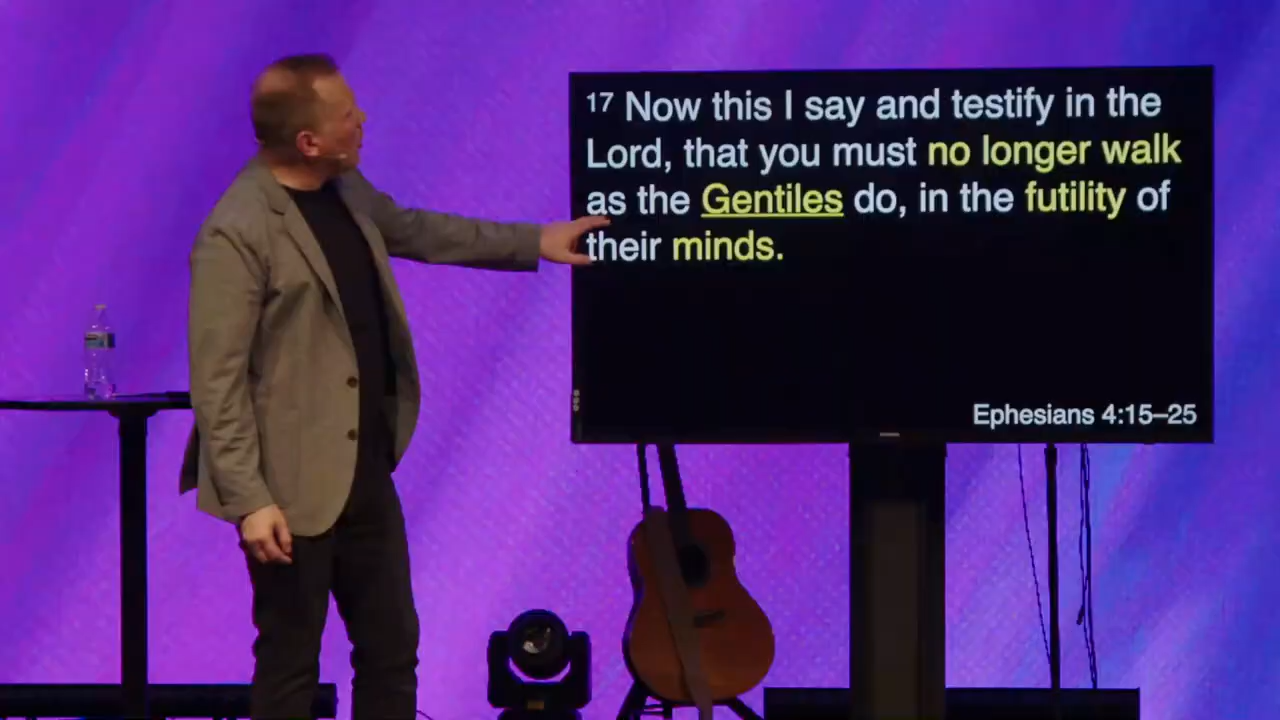 17 Now this I say and testify in the
Lord, that you must no longer walk
as the Gentiles do, in the futility of
their minds.
Ephesians 4:15–25